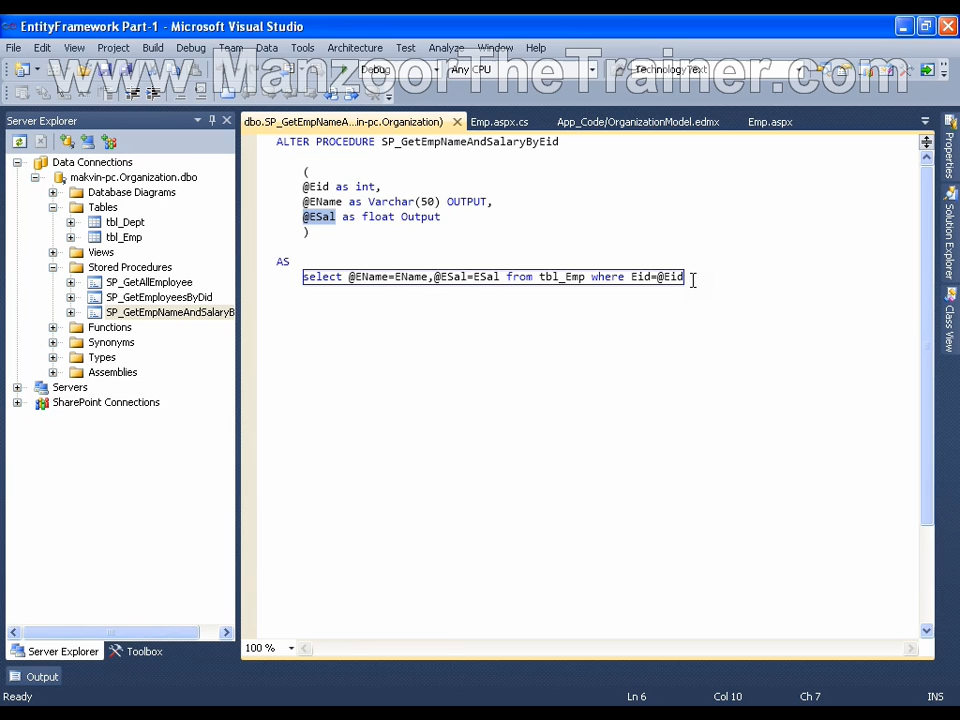 EntityFramework Part-1 - Microsoft Visual Studio
File Edit View Project Build Debug Team Data Tools Architecture Test Analyze Window Help
www.ManzoorTheTrainer.com
Debug Any CPU TechnologyText
Server Explorer
dbo.SP_GetEmpNameA...in-pc.Organization) Emp.aspx.cs App_Code/OrganizationModel.edmx Emp.aspx
Data Connections
makvin-pc.Organization.dbo
Database Diagrams
Tables
tbl_Dept
tbl_Emp
Views
Stored Procedures
SP_GetAllEmployee
SP_GetEmployeesByDid
SP_GetEmpNameAndSalaryB
Functions
Synonyms
Types
Assemblies
Servers
SharePoint Connections
ALTER PROCEDURE SP_GetEmpNameAndSalaryByEid
(
@Eid as int,
@EName as Varchar(50) OUTPUT,
@ESal as float Output
)
AS
select @EName=EName,@ESal=ESal from tbl_Emp where Eid=@Eid
Properties
Solution Explorer
Class View
100 %
Server Explorer Toolbox
Output
Ready Ln 6 Col 10 Ch 7 INS